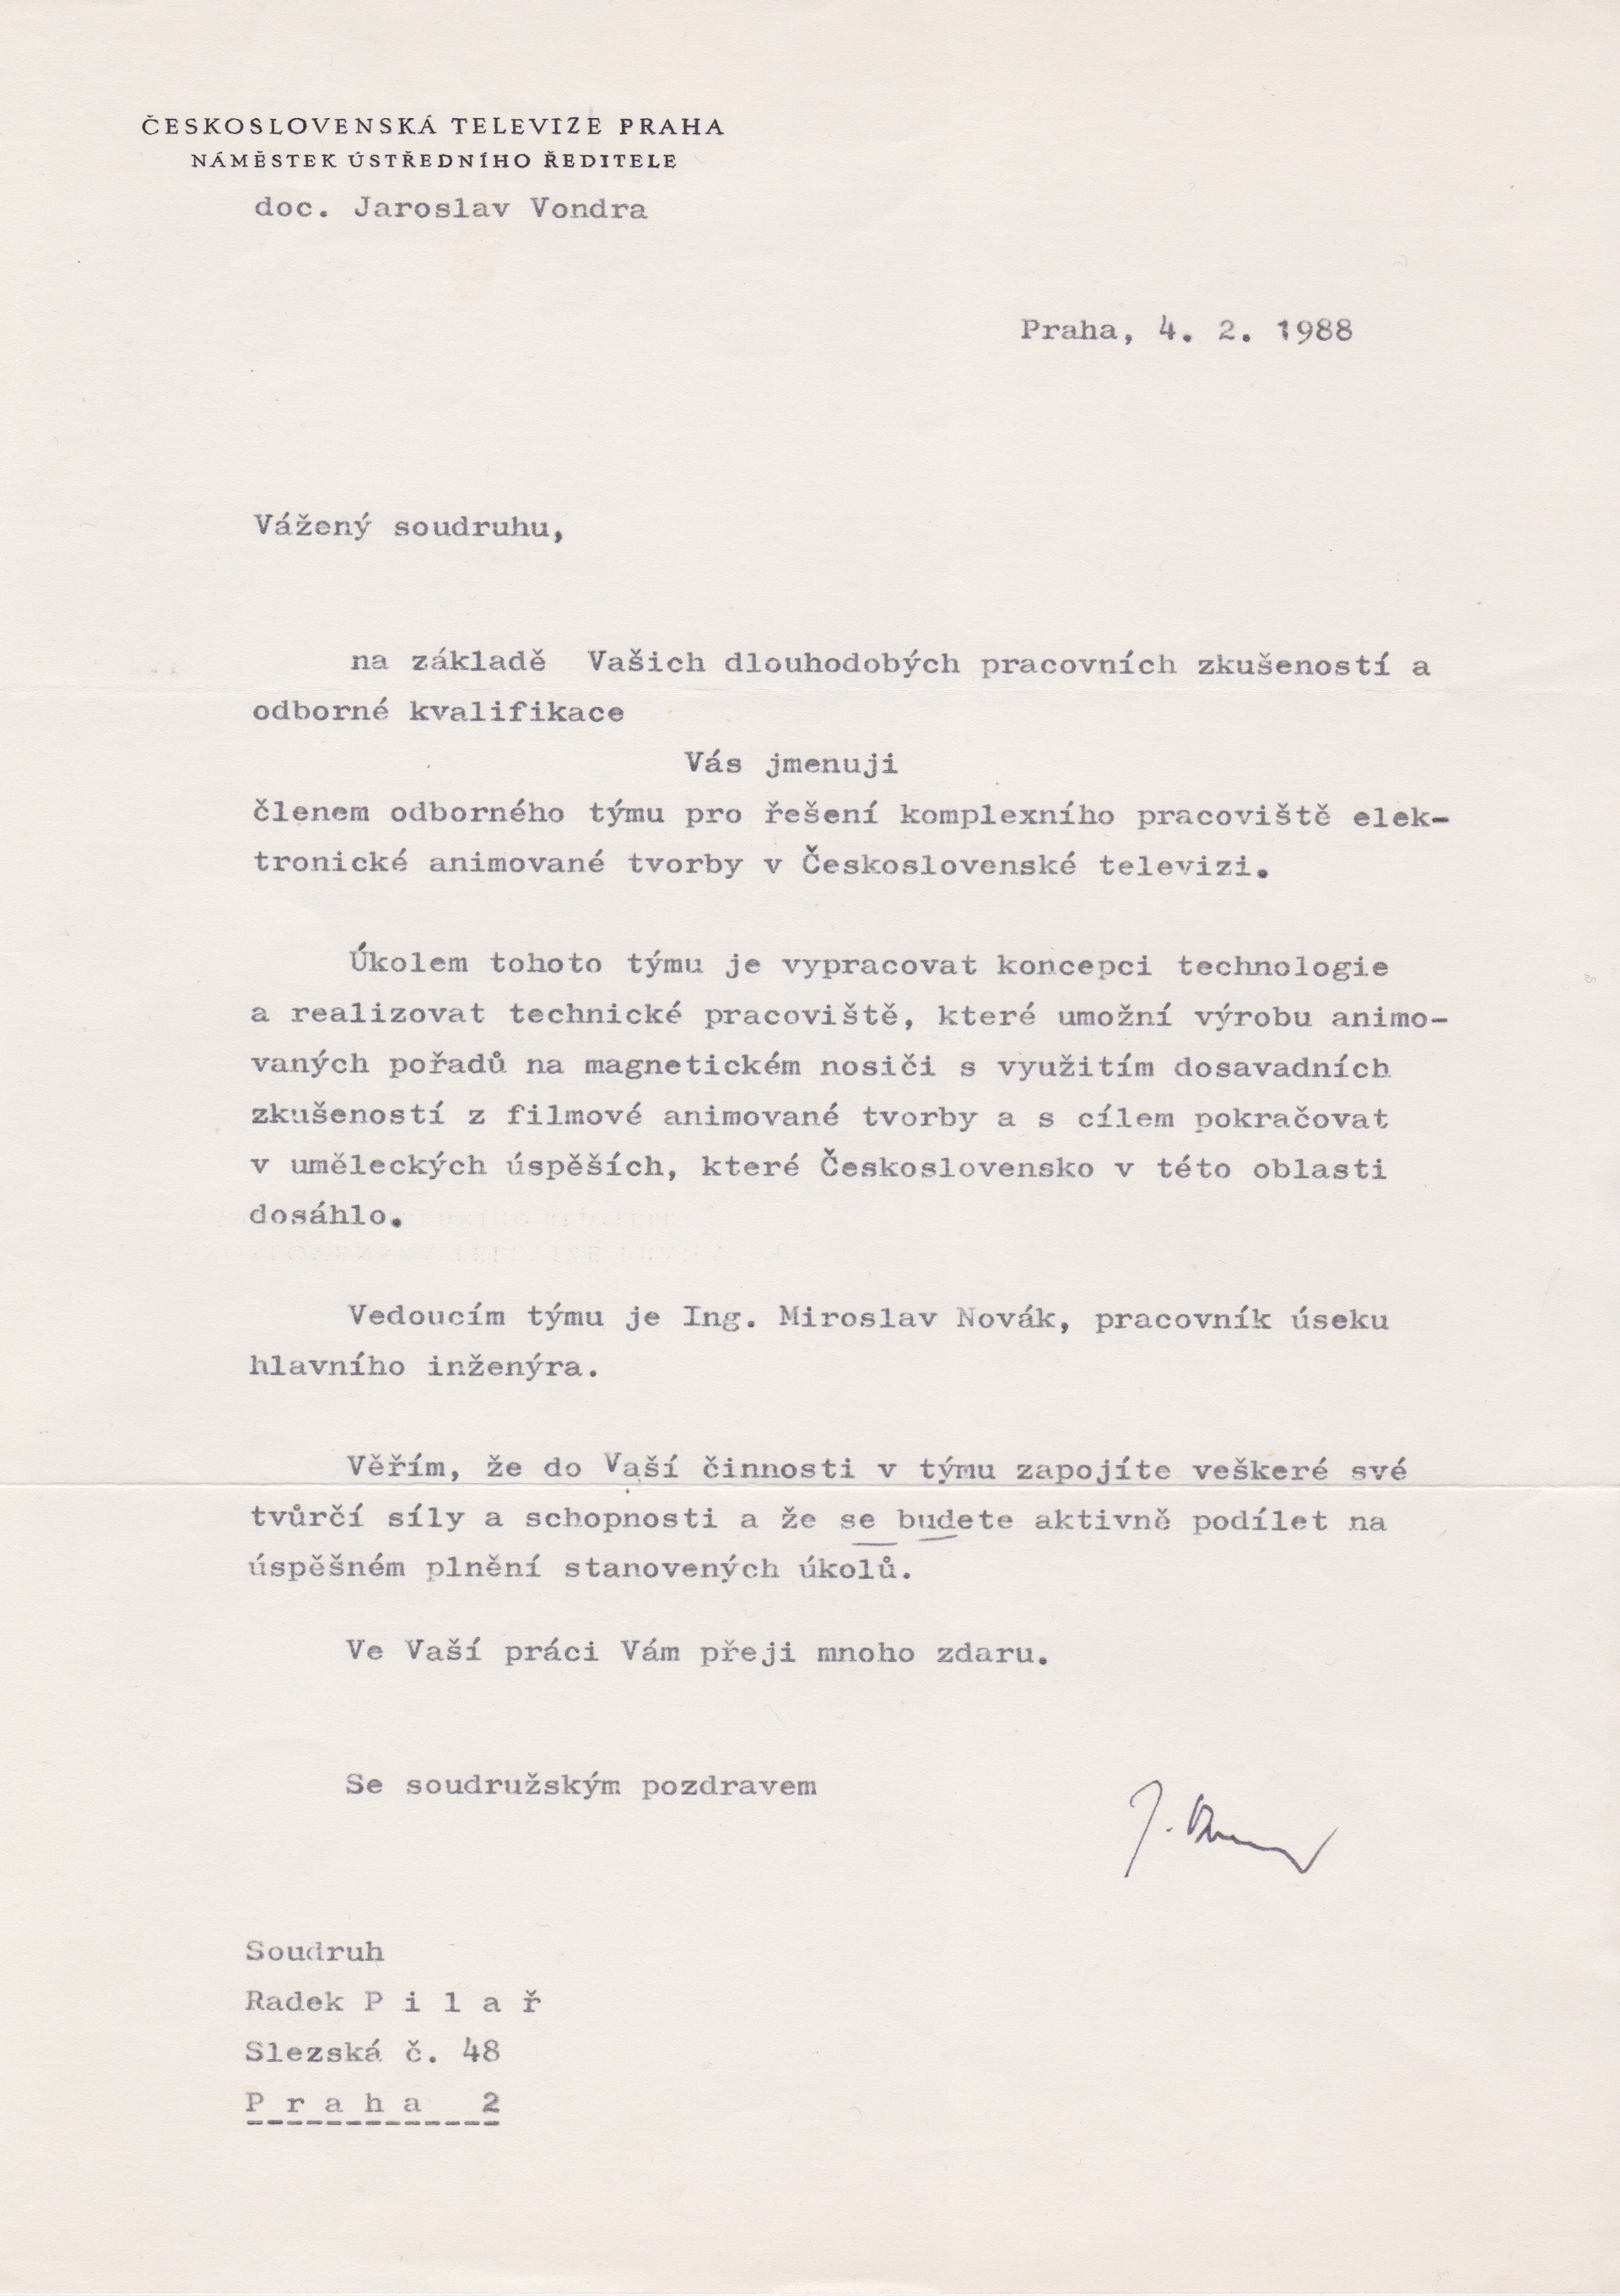 ČESKOSLOVENSKÁ TELEVIZE PRAHA
NÁMĚSTEK ÚSTŘEDNÍHO ŘEDITELE
doc. Jaroslav Vondra
Praha, 4. 2. 1988
Vážený soudruhu,
na základě Vašich dlouhodobých pracovních zkušeností a
odborné kvalifikace
Vás jmenuji
členem odborného týmu pro řešení komplexního pracoviště elek-
tronické animované tvorby v Československé televizi.
Úkolem tohoto týmu je vypracovat koncepci technologie
a realizovat technické pracoviště, které umožní výrobu animo-
vaných pořadů na magnetickém nosiči s využitím dosavadních
zkušeností z filmové animované tvorby a s cílem pokračovat
v uměleckých úspěších, které Československo v této oblasti
dosáhlo.
Vedoucím týmu je Ing. Miroslav Novák, pracovník úseku
hlavního inženýra.
Věřím, že do Vaší činnosti v týmu zapojíte veškeré své
tvůrčí síly a schopnosti a že se budete aktivně podílet na
úspěšném plnění stanovených úkolů.
Ve Vaší práci Vám přeji mnoho zdaru.
Se soudružským pozdravem
Soudruh
Radek P i l a ř
Slezská č. 48
P r a h a 2